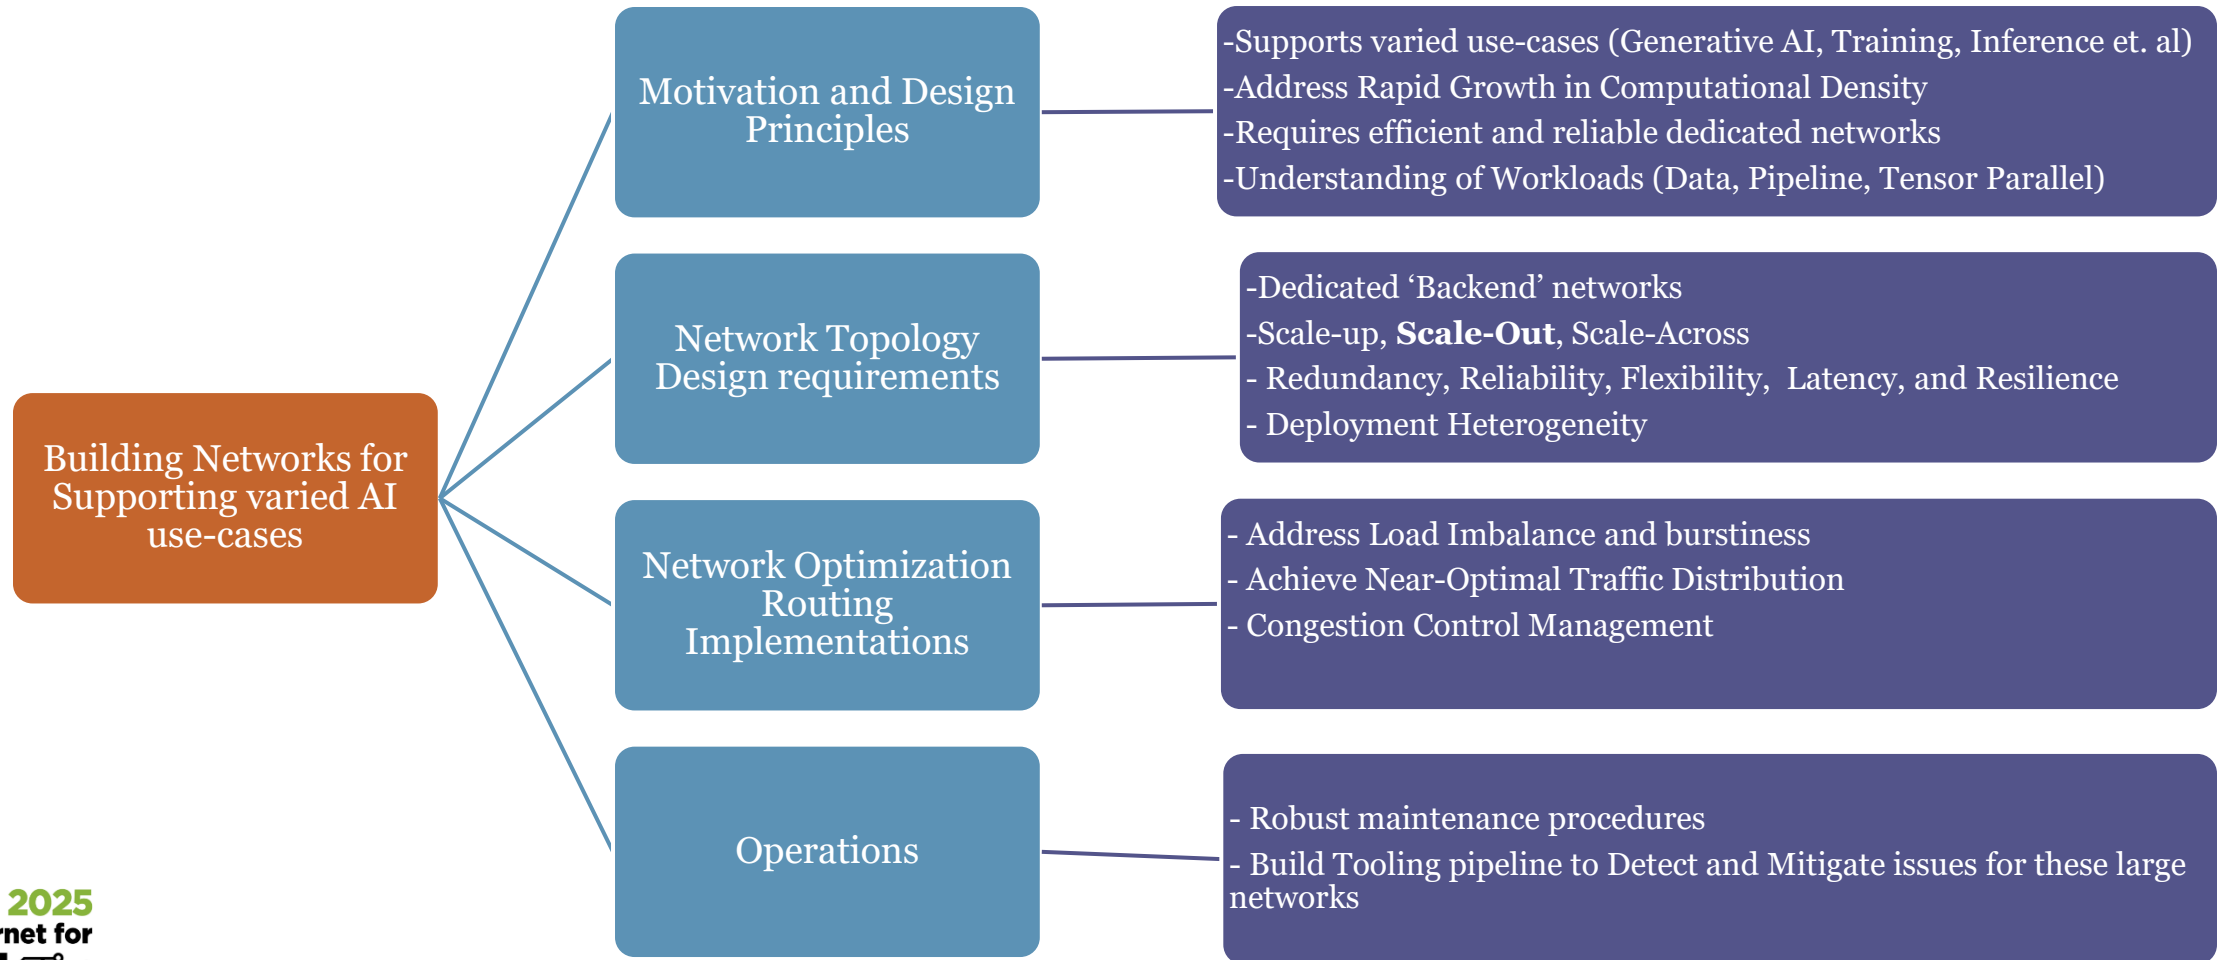 Building Networks for
Supporting varied AI
use-cases
Motivation and Design
Principles
-Supports varied use-cases (Generative AI, Training, Inference et. al)
-Address Rapid Growth in Computational Density
-Requires efficient and reliable dedicated networks
-Understanding of Workloads (Data, Pipeline, Tensor Parallel)
Network Topology
Design requirements
-Dedicated ‘Backend’ networks
-Scale-up, Scale-Out, Scale-Across
- Redundancy, Reliability, Flexibility, Latency, and Resilience
- Deployment Heterogeneity
Network Optimization
Routing
Implementations
- Address Load Imbalance and burstiness
- Achieve Near-Optimal Traffic Distribution
- Congestion Control Management
Operations
- Robust maintenance procedures
- Build Tooling pipeline to Detect and Mitigate issues for these large
networks
2025
rnet for